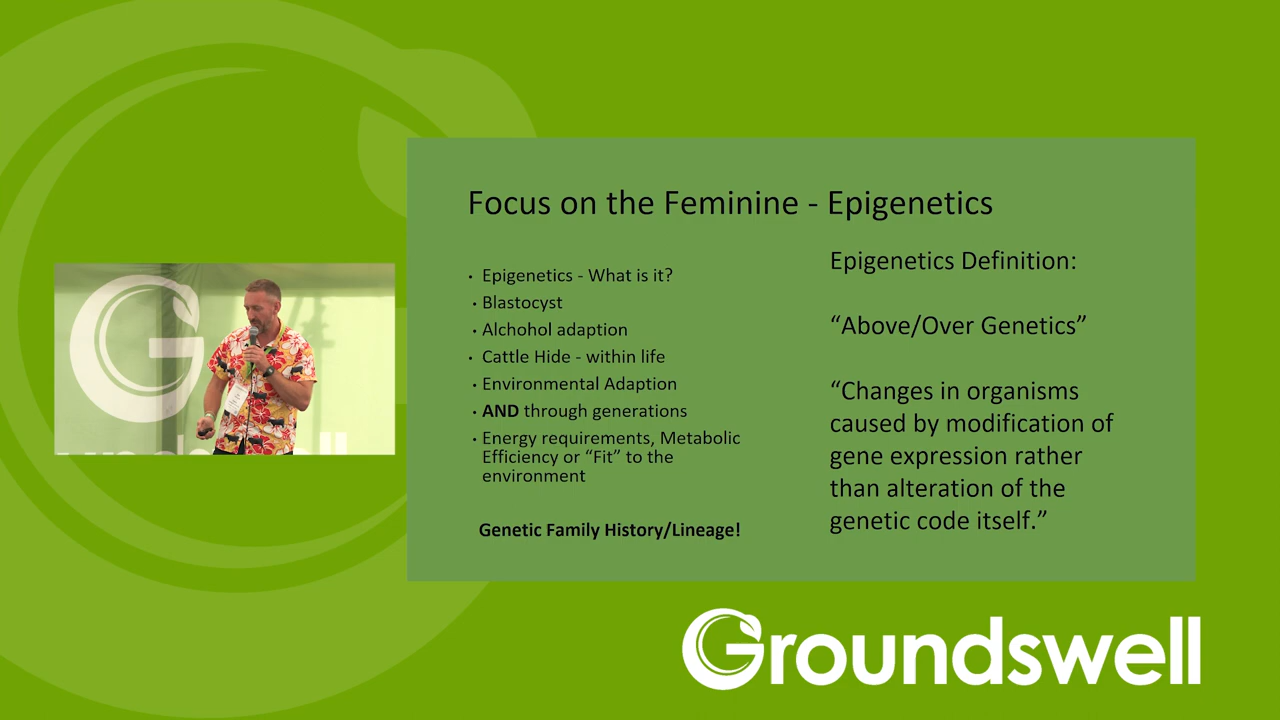 Focus on the Feminine - Epigenetics
• Epigenetics - What is it?
• Blastocyst
• Alchohol adaption
• Cattle Hide - within life
• Environmental Adaption
• AND through generations
• Energy requirements, Metabolic
Efficiency or “Fit” to the
environment
Genetic Family History/Lineage!
Epigenetics Definition:
“Above/Over Genetics”
“Changes in organisms
caused by modification of
gene expression rather
than alteration of the
genetic code itself.”
Groundswell